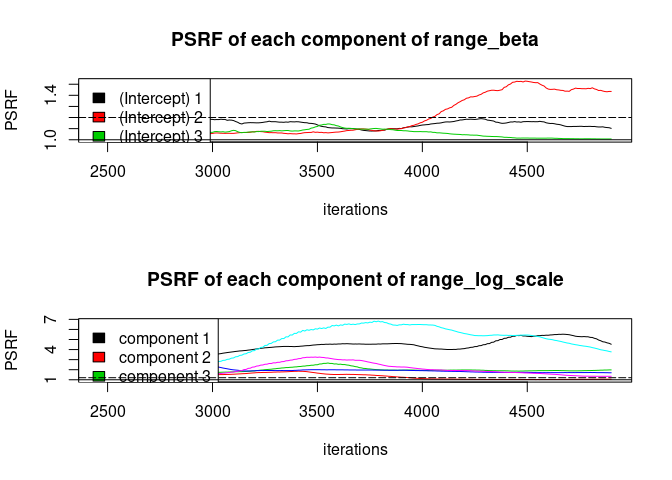 PSRF of each component of range_beta
PSRF
1.0
1.4
(Intercept) 1
(Intercept) 2
(Intercept) 3
2500 3000 3500 4000 4500
iterations
PSRF of each component of range_log_scale
PSRF
1
4
7
component 1
component 2
component 3
2500 3000 3500 4000 4500
iterations